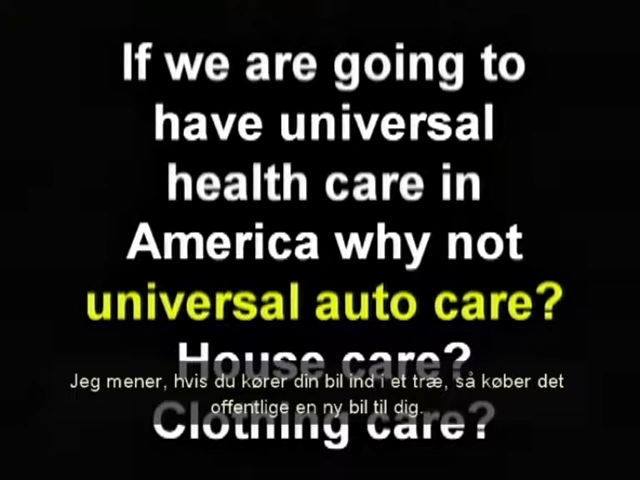 If we are going to
have universal
health care in
America why not
universal auto care?
House care?
Jeg mener, hvis du kører din bil ind i et træ, så køber det
offentlige en ny bil til dig.
Clothing care?